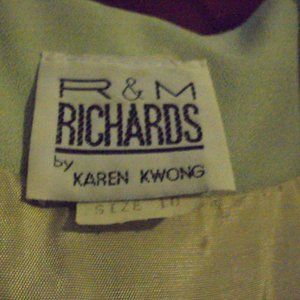 R & M
RICHARDS
by
KAREN KWONG
SIZE 10